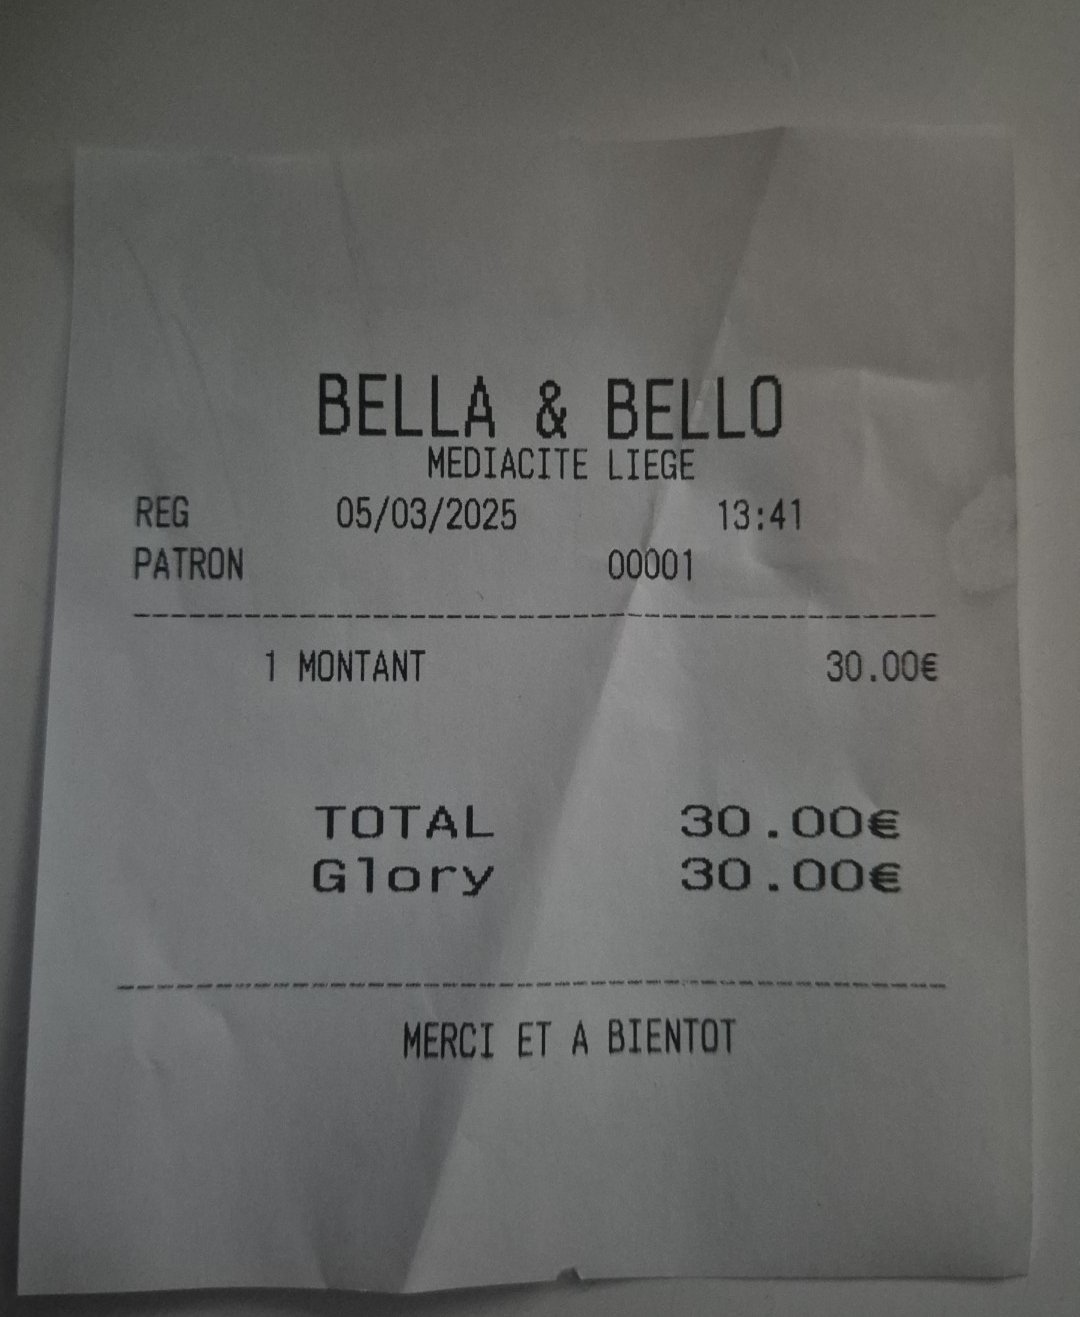 BELLA & BELLO
MEDIACITE LIEGE
REG 05/03/2025 13:41
PATRON 00001
1 MONTANT 30.00€
TOTAL 30.00€
Glory 30.00€
MERCI ET A BIENTOT